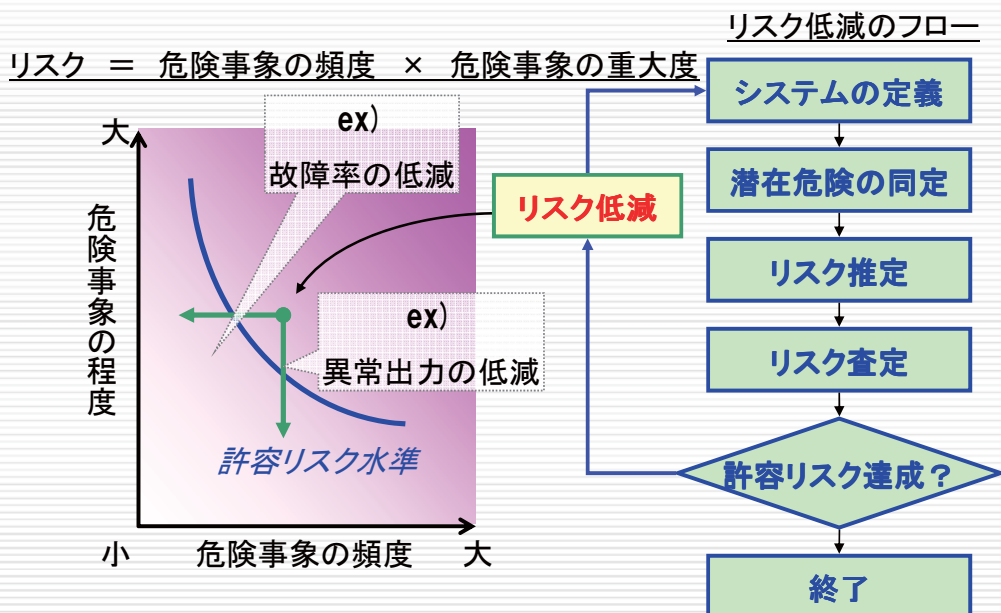 リスク低減のフロー
リスク = 危険事象の頻度 × 危険事象の重大度
大
ex)
故障率の低減
危険事象の程度
ex)
異常出力の低減
許容リスク水準
小 危険事象の頻度 大
リスク低減
システムの定義
潜在危険の同定
リスク推定
リスク査定
許容リスク達成？
終了